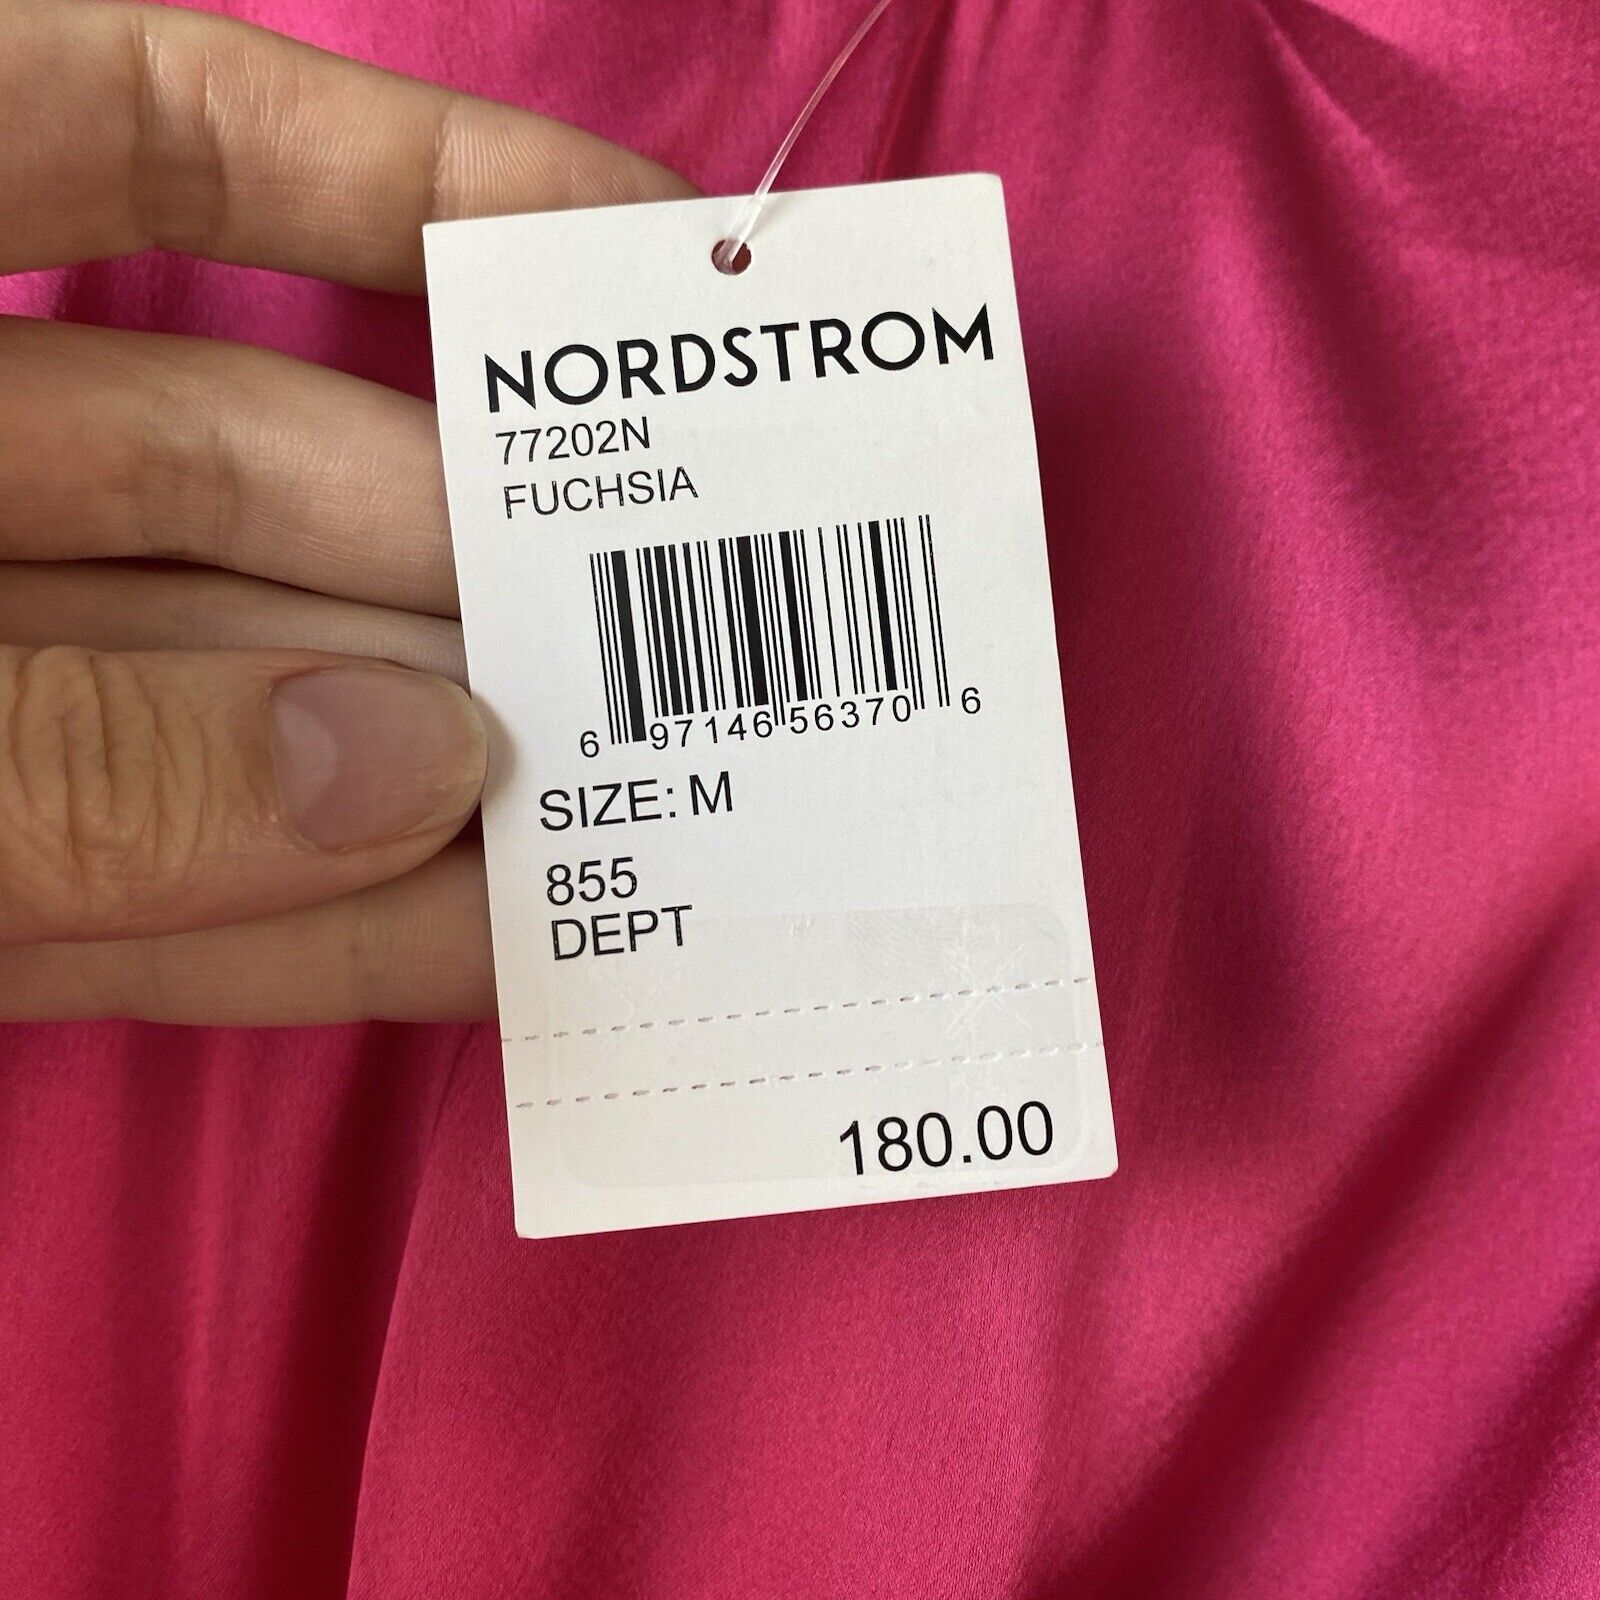 NORDSTROM
77202N
FUCHSIA
6 97146 56370 6
SIZE: M
855
DEPT
180.00